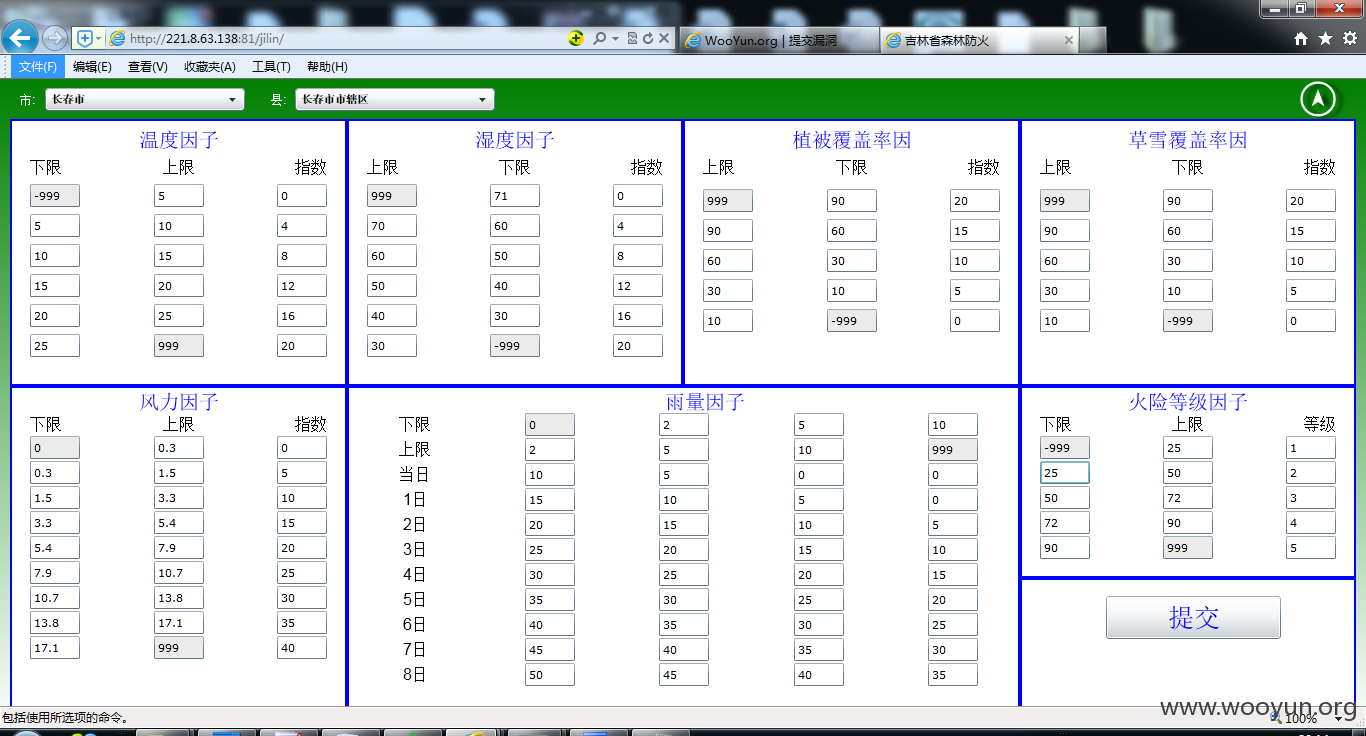 http://221.8.63.138:81/jilin/
WooYun.org | 提交漏洞
吉林省森林防火
文件(F) 编辑(E) 查看(V) 收藏夹(A) 工具(T) 帮助(H)
市: 长春市 县: 长春市市辖区
温度因子
下限 上限 指数
-999 5 0
5 10 4
10 15 8
15 20 12
20 25 16
25 999 20
湿度因子
上限 下限 指数
999 71 0
70 60 4
60 50 8
50 40 12
40 30 16
30 -999 20
植被覆盖率因
上限 下限 指数
999 90 20
90 60 15
60 30 10
30 10 5
10 -999 0
草雪覆盖率因
上限 下限 指数
999 90 20
90 60 15
60 30 10
30 10 5
10 -999 0
风力因子
下限 上限 指数
0 0.3 0
0.3 1.5 5
1.5 3.3 10
3.3 5.4 15
5.4 7.9 20
7.9 10.7 25
10.7 13.8 30
13.8 17.1 35
17.1 999 40
雨量因子
下限 0 2 5 10
上限 2 5 10 999
当日 10 5 0 0
1日 15 10 5 0
2日 20 15 10 5
3日 25 20 15 10
4日 30 25 20 15
5日 35 30 25 20
6日 40 35 30 25
7日 45 40 35 30
8日 50 45 40 35
火险等级因子
下限 上限 等级
-999 25 1
25 50 2
50 72 3
72 90 4
90 999 5
提交
www.wooyun.org
包括使用所选项的命令。
100%